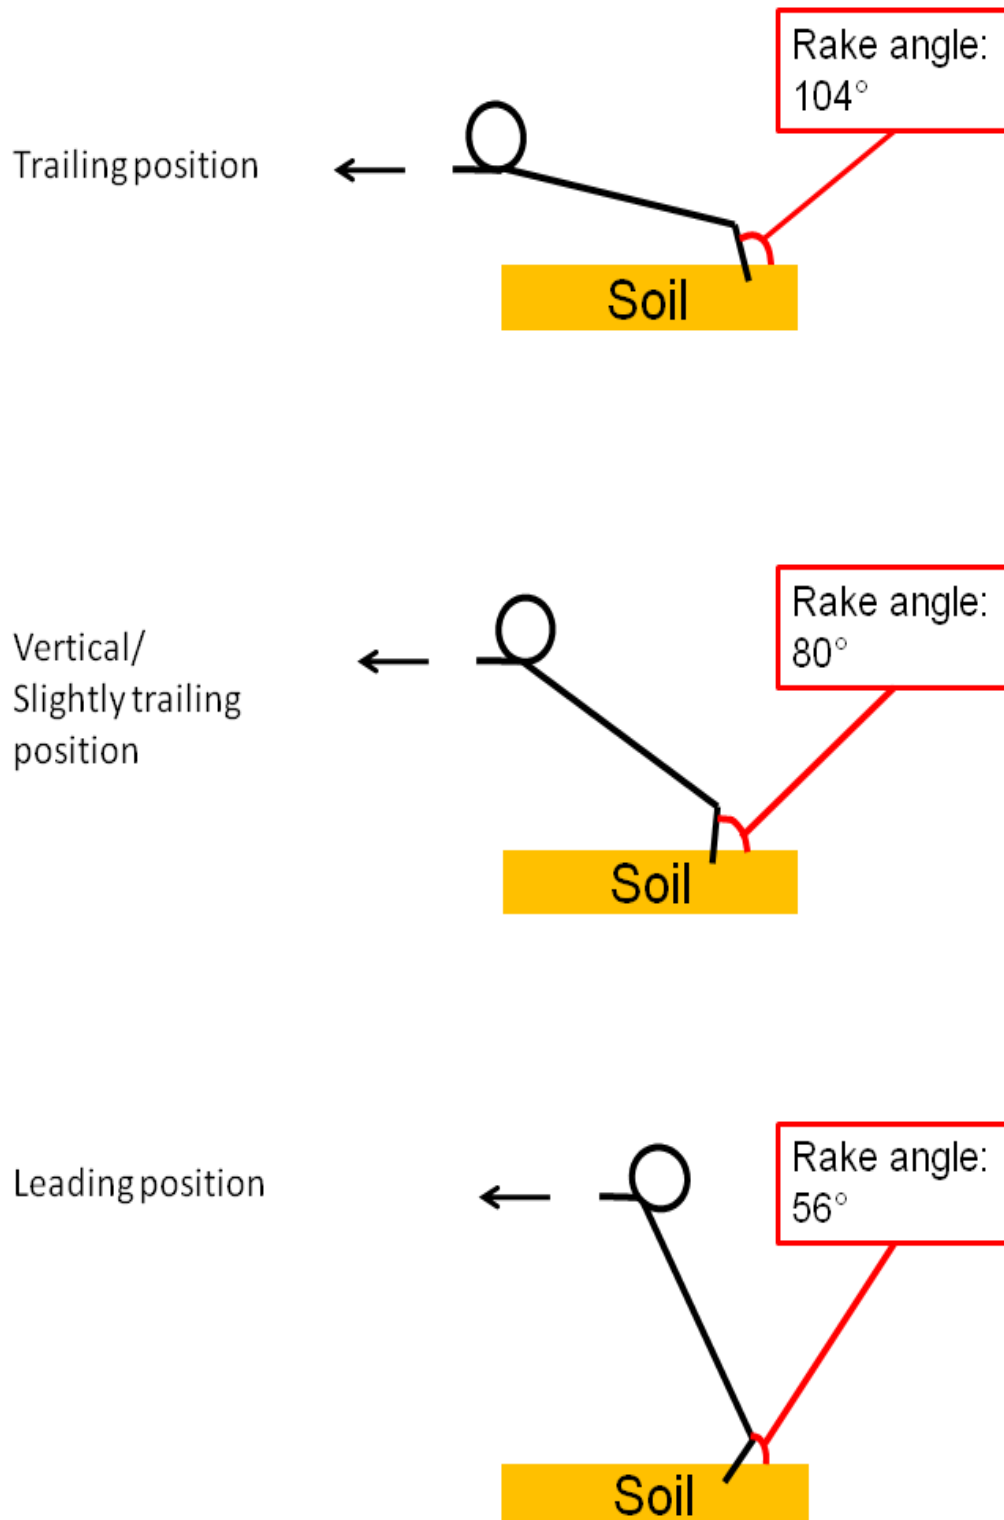 Rake angle:
104°
Trailing position
Soil
Rake angle:
80°
Vertical/
Slightly trailing
position
Soil
Rake angle:
56°
Leading position
Soil